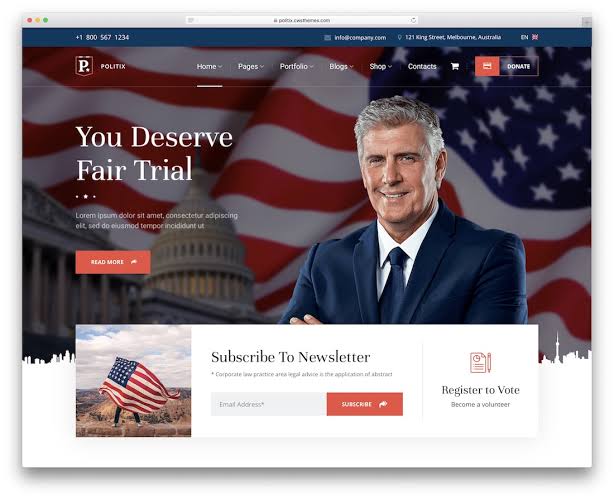 politix.cwsthemes.com
+1 800 567 1234
info@company.com
121 King Street, Melbourne, Australia
EN
P.
POLITIX
Home
Pages
Portfolio
Blogs
Shop
Contacts
DONATE
You Deserve
Fair Trial
Lorem ipsum dolor sit amet, consectetur adipiscing
elit, sed do eiusmod tempor incididunt ut
READ MORE
Subscribe To Newsletter
* Corporate law practice area legal advice is the application of abstract
Email Address*
SUBSCRIBE
Register to Vote
Become a volunteer